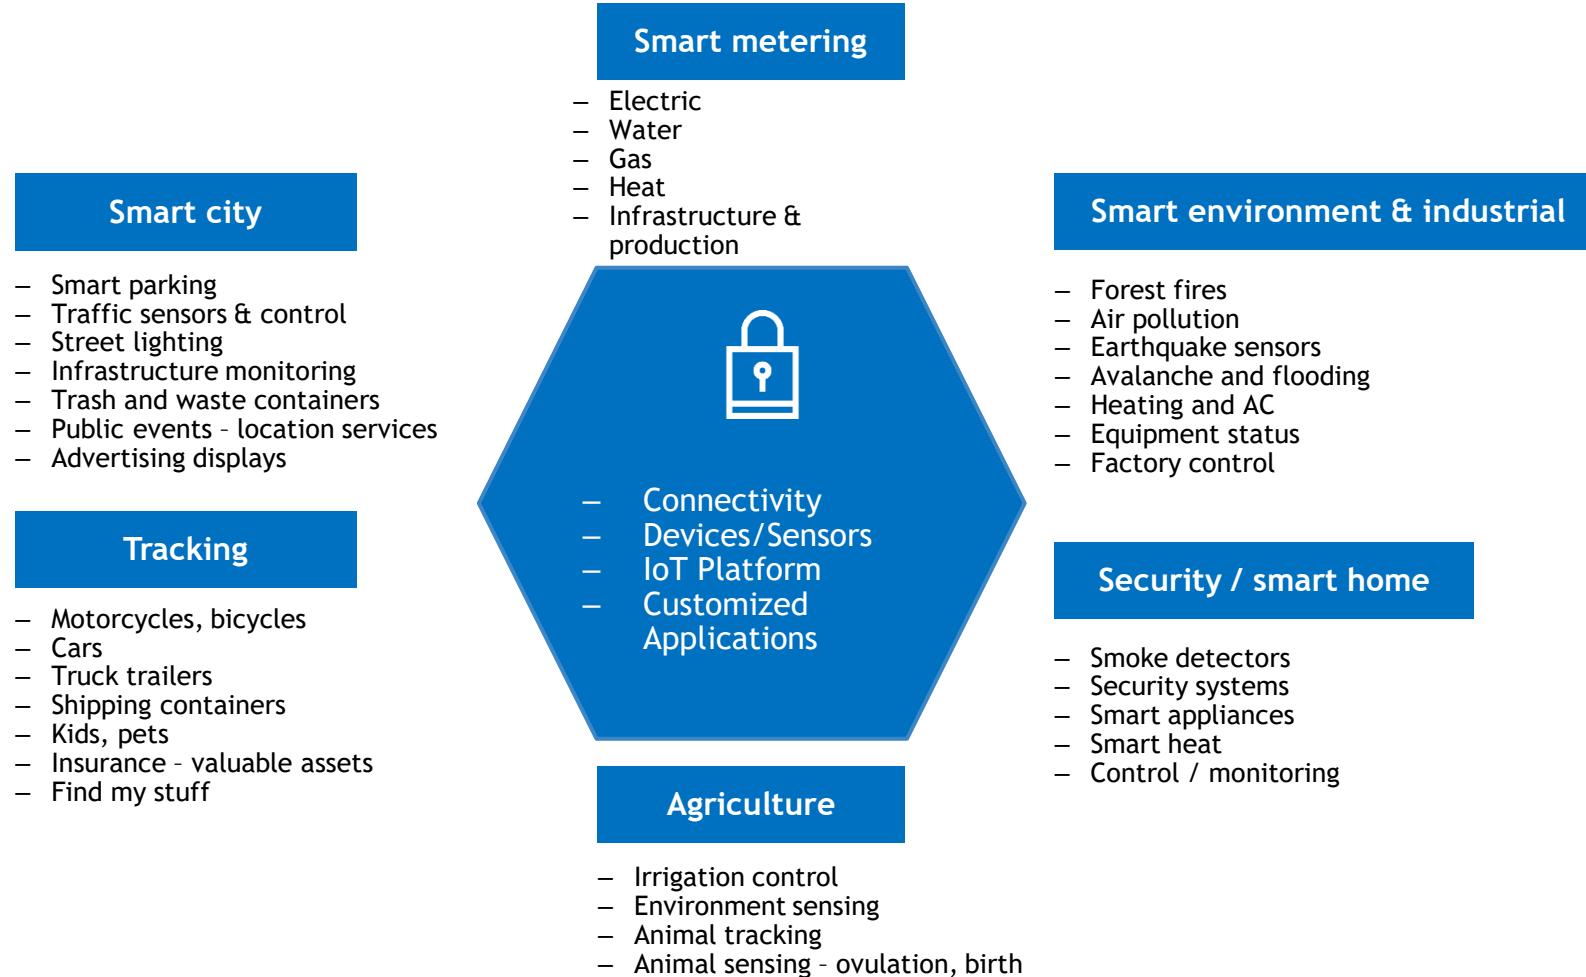 Smart metering
– Electric
– Water
– Gas
– Heat
– Infrastructure &
production
Smart city
– Smart parking
– Traffic sensors & control
– Street lighting
– Infrastructure monitoring
– Trash and waste containers
– Public events – location services
– Advertising displays
Smart environment & industrial
– Forest fires
– Air pollution
– Earthquake sensors
– Avalanche and flooding
– Heating and AC
– Equipment status
– Factory control
– Connectivity
– Devices/Sensors
– IoT Platform
– Customized
Applications
Tracking
– Motorcycles, bicycles
– Cars
– Truck trailers
– Shipping containers
– Kids, pets
– Insurance – valuable assets
– Find my stuff
Security / smart home
– Smoke detectors
– Security systems
– Smart appliances
– Smart heat
– Control / monitoring
Agriculture
– Irrigation control
– Environment sensing
– Animal tracking
– Animal sensing – ovulation, birth